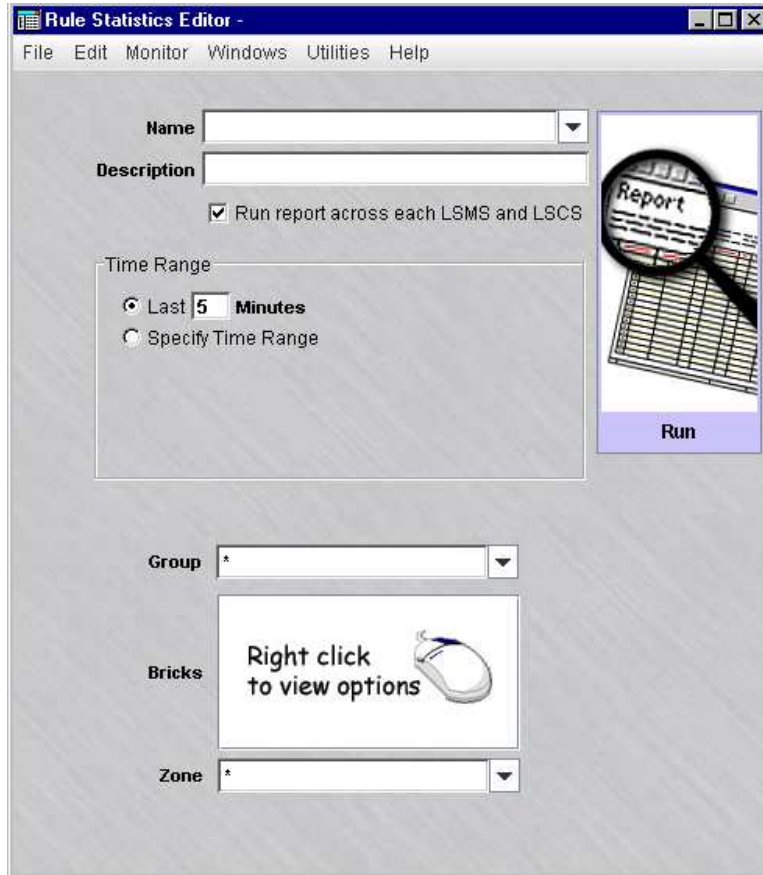 Rule Statistics Editor -
File Edit Monitor Windows Utilities Help
Name
Description
Run report across each LSMS and LSCS
Time Range
Last 5 Minutes
Specify Time Range
Report
Run
Group *
Bricks
Right click
to view options
Zone *